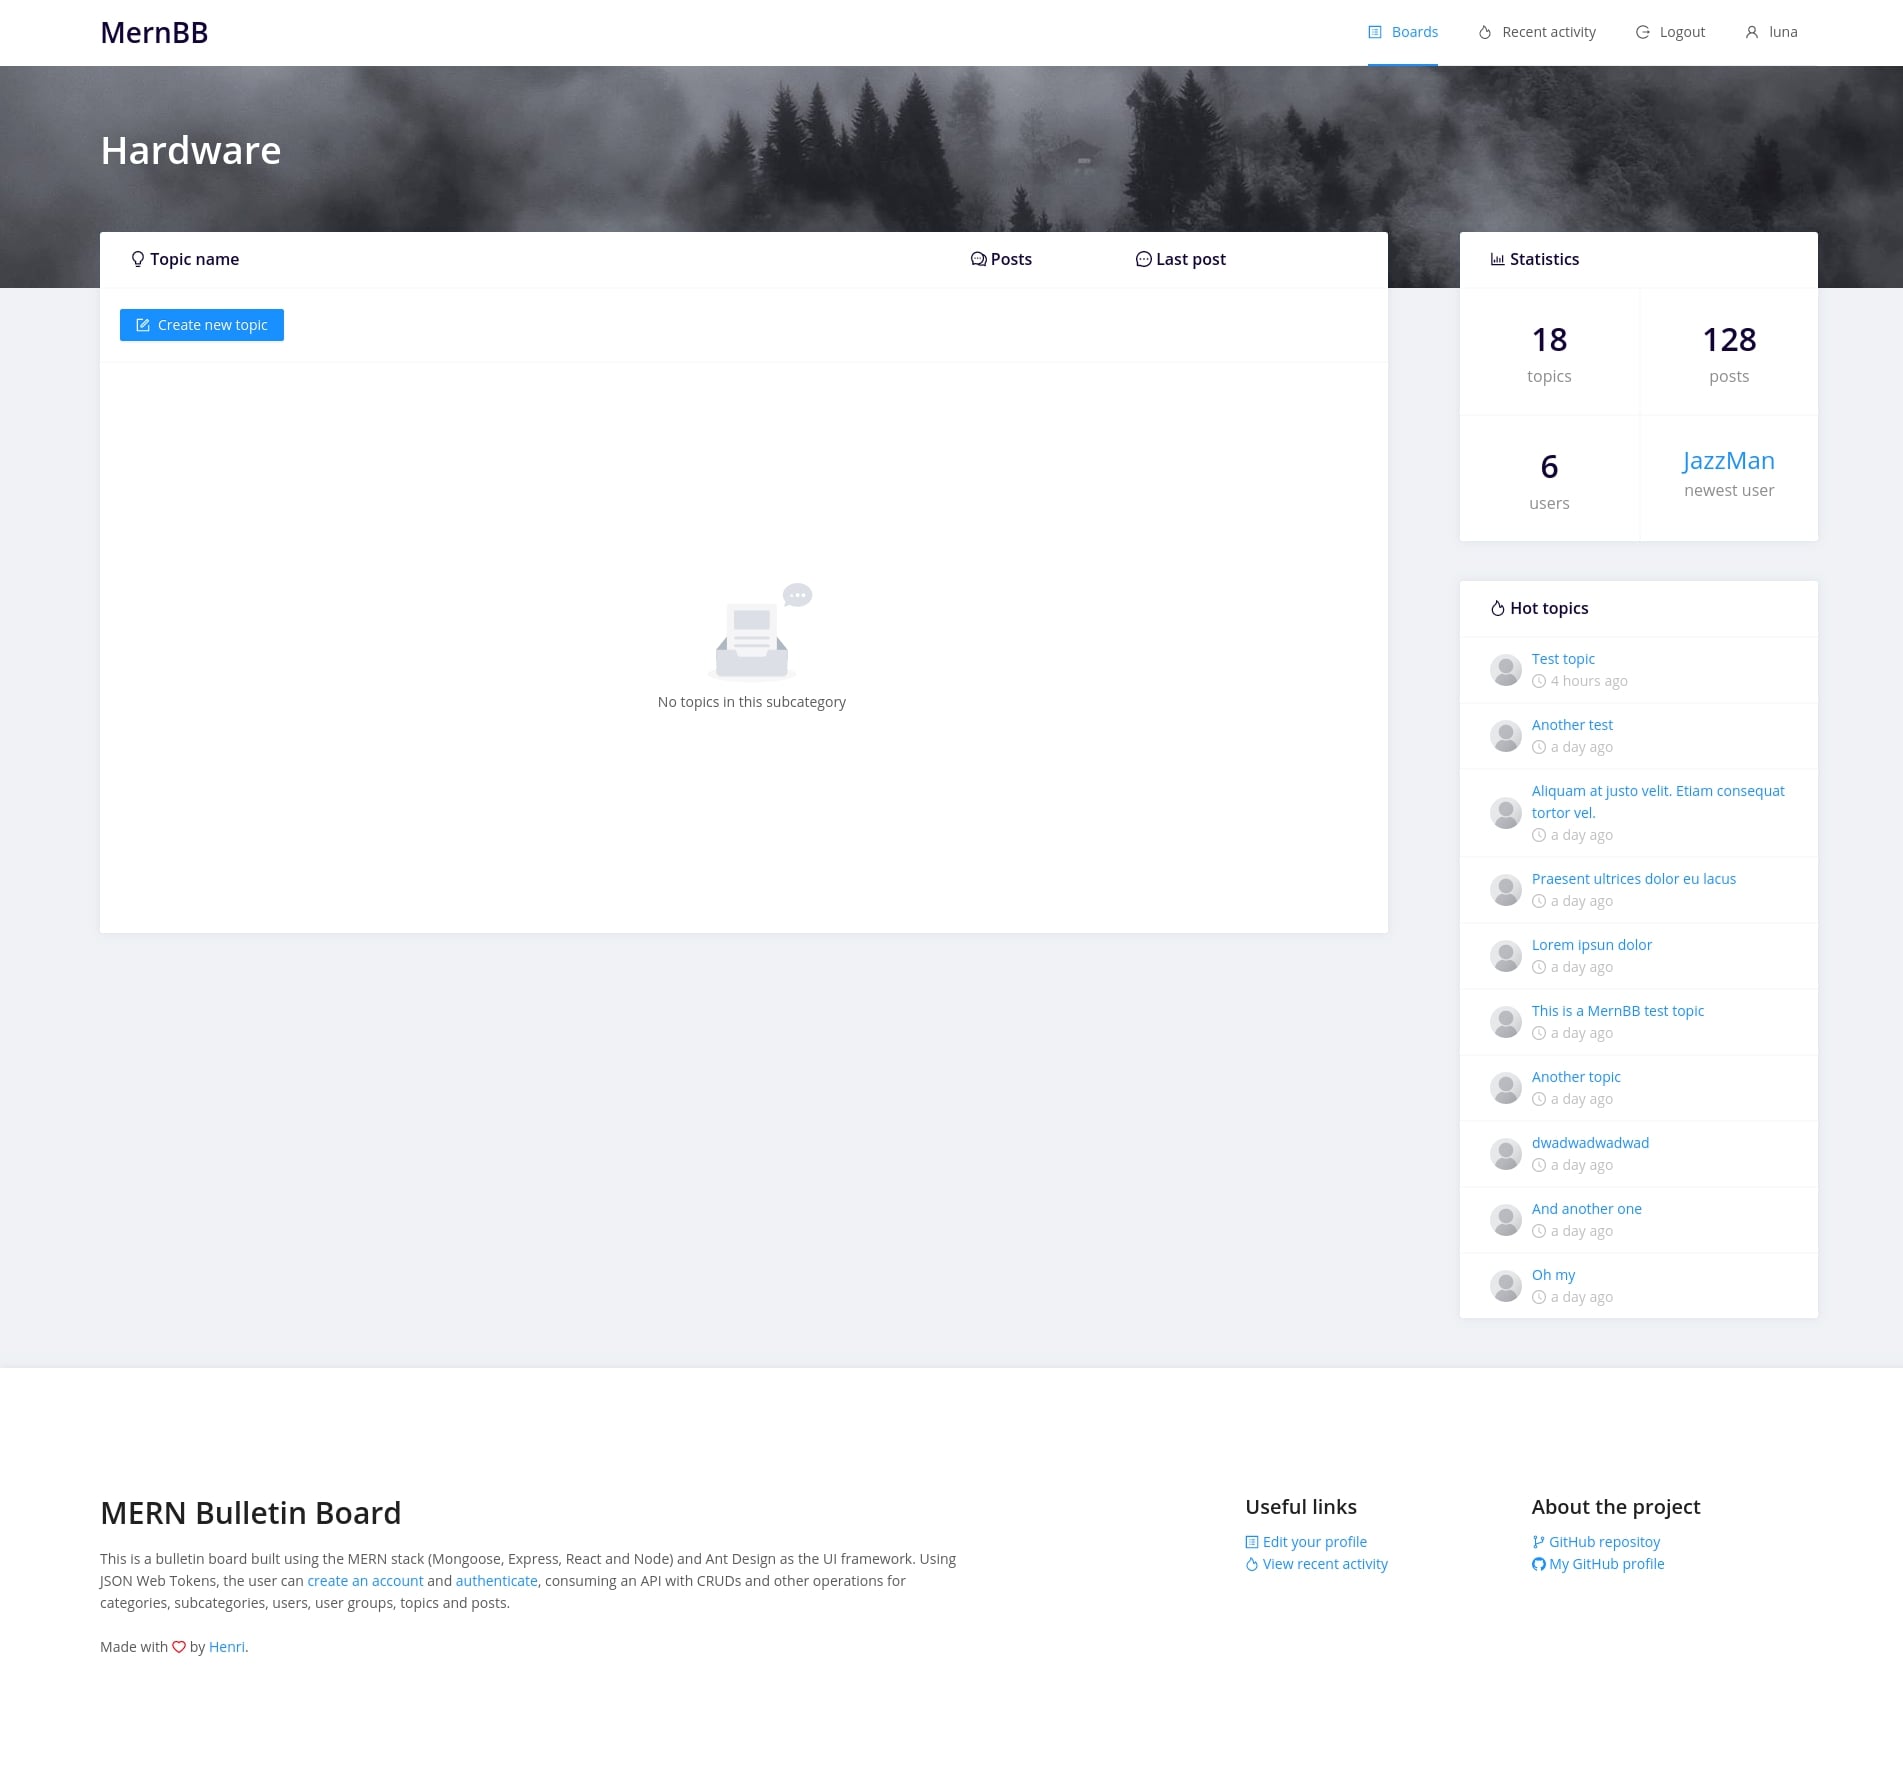 MernBB
Boards
Recent activity
Logout
luna
Hardware
Topic name
Posts
Last post
Create new topic
No topics in this subcategory
Statistics
18
topics
128
posts
6
users
JazzMan
newest user
Hot topics
Test topic
4 hours ago
Another test
a day ago
Aliquam at justo velit. Etiam consequat
tortor vel.
a day ago
Praesent ultrices dolor eu lacus
a day ago
Lorem ipsun dolor
a day ago
This is a MernBB test topic
a day ago
Another topic
a day ago
dwadwadwadwad
a day ago
And another one
a day ago
Oh my
a day ago
MERN Bulletin Board
This is a bulletin board built using the MERN stack (Mongoose, Express, React and Node) and Ant Design as the UI framework. Using
JSON Web Tokens, the user can create an account and authenticate, consuming an API with CRUDs and other operations for
categories, subcategories, users, user groups, topics and posts.
Made with by Henri.
Useful links
Edit your profile
View recent activity
About the project
GitHub repositoy
My GitHub profile